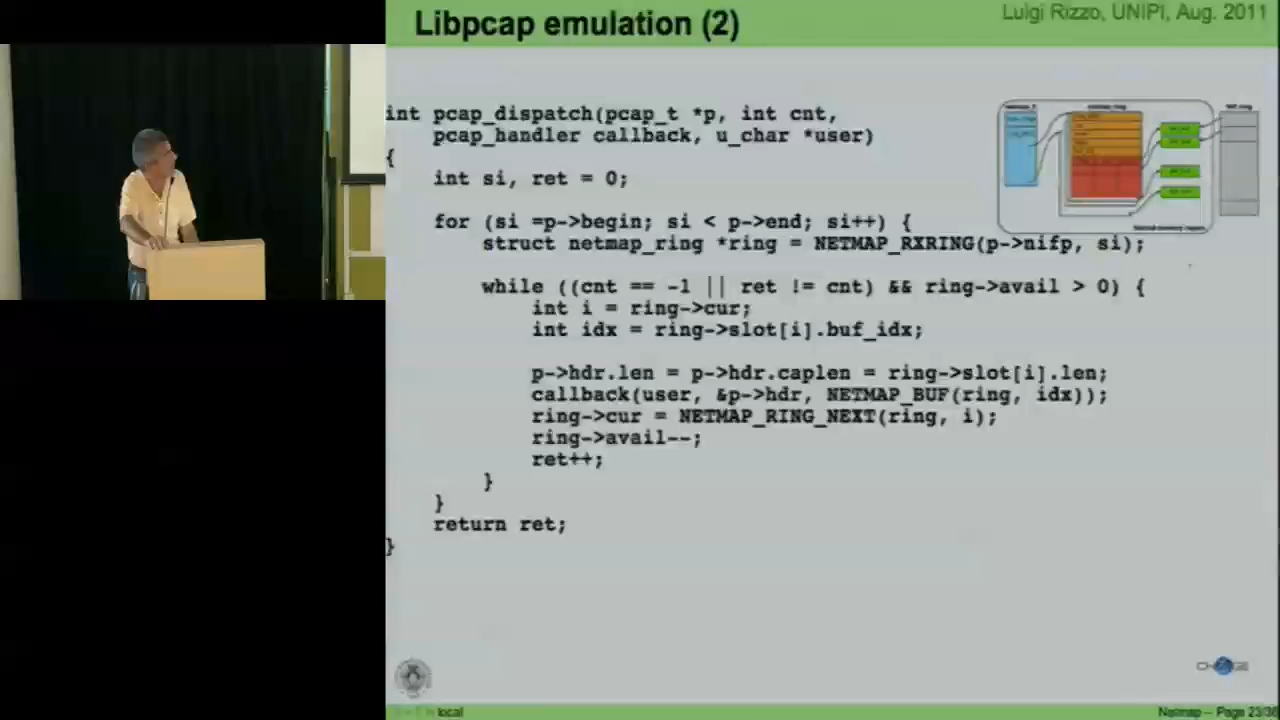 Libpcap emulation (2)
Luigi Rizzo, UNIPI, Aug. 2011
int pcap_dispatch(pcap_t *p, int cnt,
pcap_handler callback, u_char *user)
{
int si, ret = 0;
for (si =p->begin; si < p->end; si++) {
struct netmap_ring *ring = NETMAP_RXRING(p->nifp, si);
while ((cnt == -1 || ret != cnt) && ring->avail > 0) {
int i = ring->cur;
int idx = ring->slot[i].buf_idx;
p->hdr.len = p->hdr.caplen = ring->slot[i].len;
callback(user, &p->hdr, NETMAP_BUF(ring, idx));
ring->cur = NETMAP_RING_NEXT(ring, i);
ring->avail--;
ret++;
}
}
return ret;
}
local
Netmap -- Page 23/36